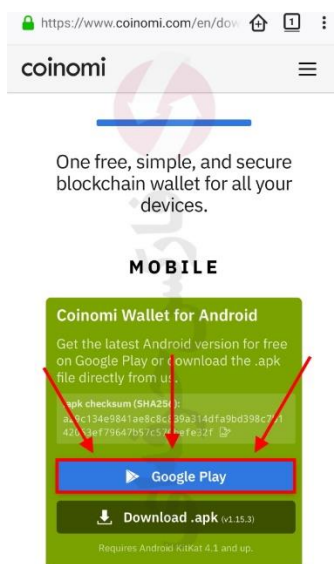 https://www.coinomi.com/en/dow
1
coinomi
One free, simple, and secure
blockchain wallet for all your
devices.
MOBILE
Coinomi Wallet for Android
Get the latest Android version for free
on Google Play or download the .apk
file directly from us.
.apk checksum (SHA256):
Google Play
Download .apk (v1.15.3)
Requires Android KitKat 4.1 and up.